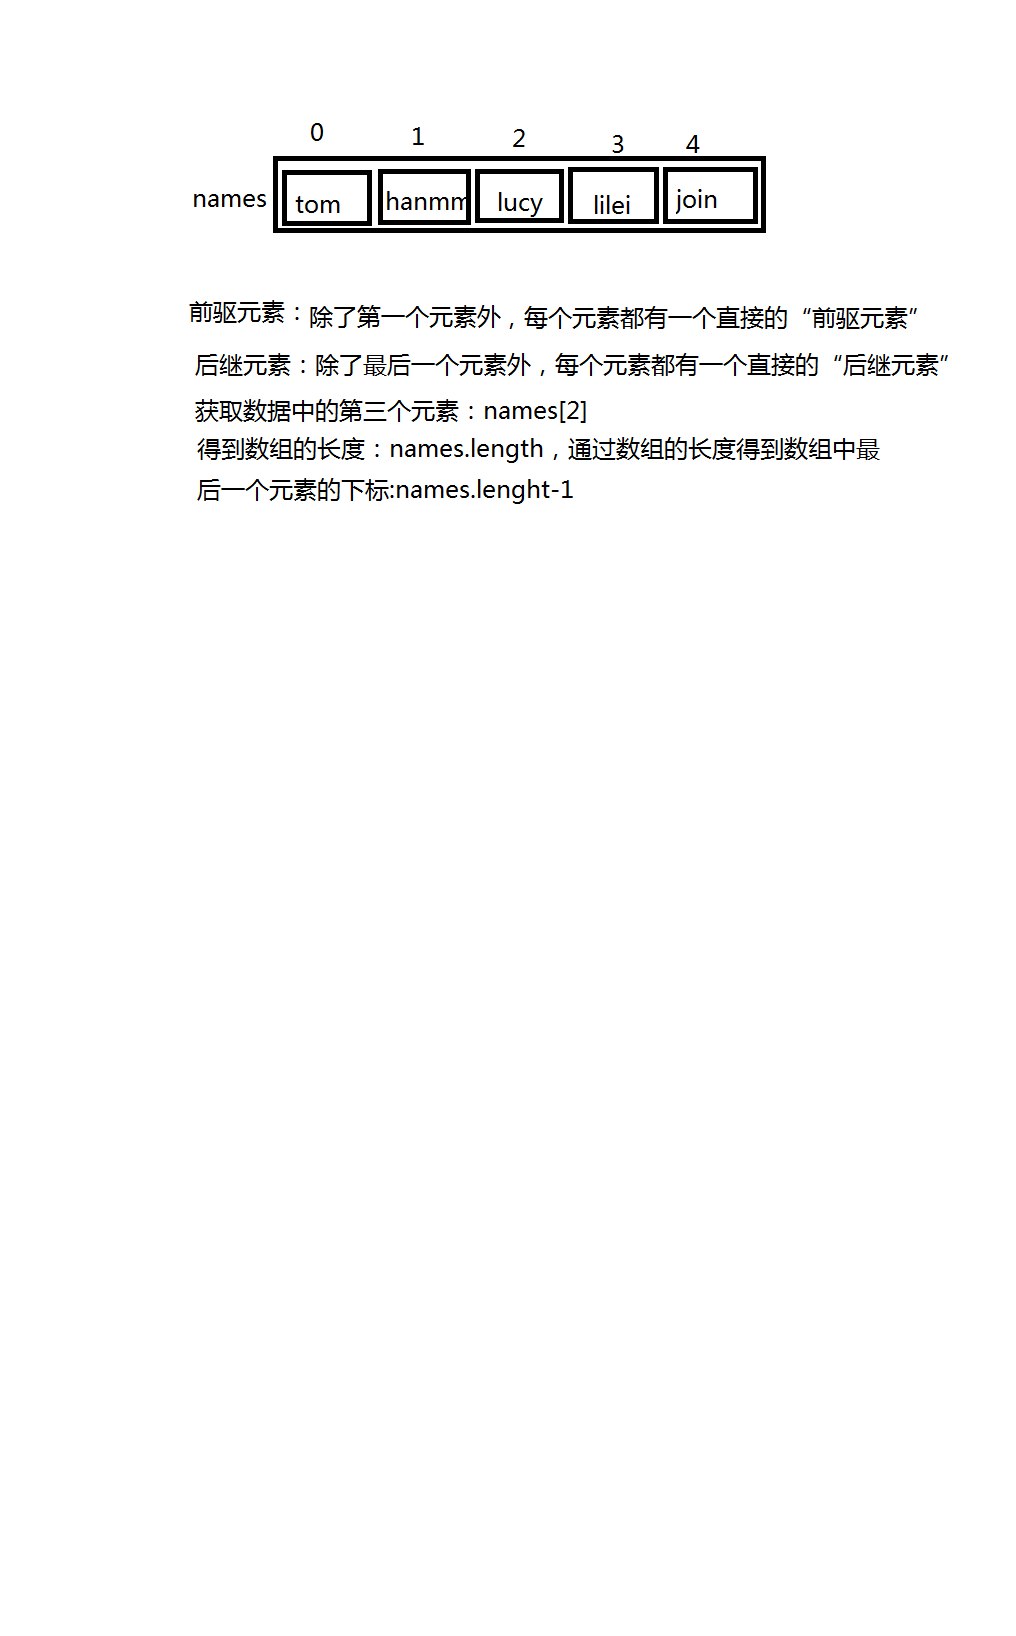 0 1 2 3 4
names tom hanmm lucy lilei join
前驱元素：除了第一个元素外，每个元素都有一个直接的“前驱元素”
后继元素：除了最后一个元素外，每个元素都有一个直接的“后继元素”
获取数据中的第三个元素：names[2]
得到数组的长度：names.length，通过数组的长度得到数组中最
后一个元素的下标:names.lenght-1